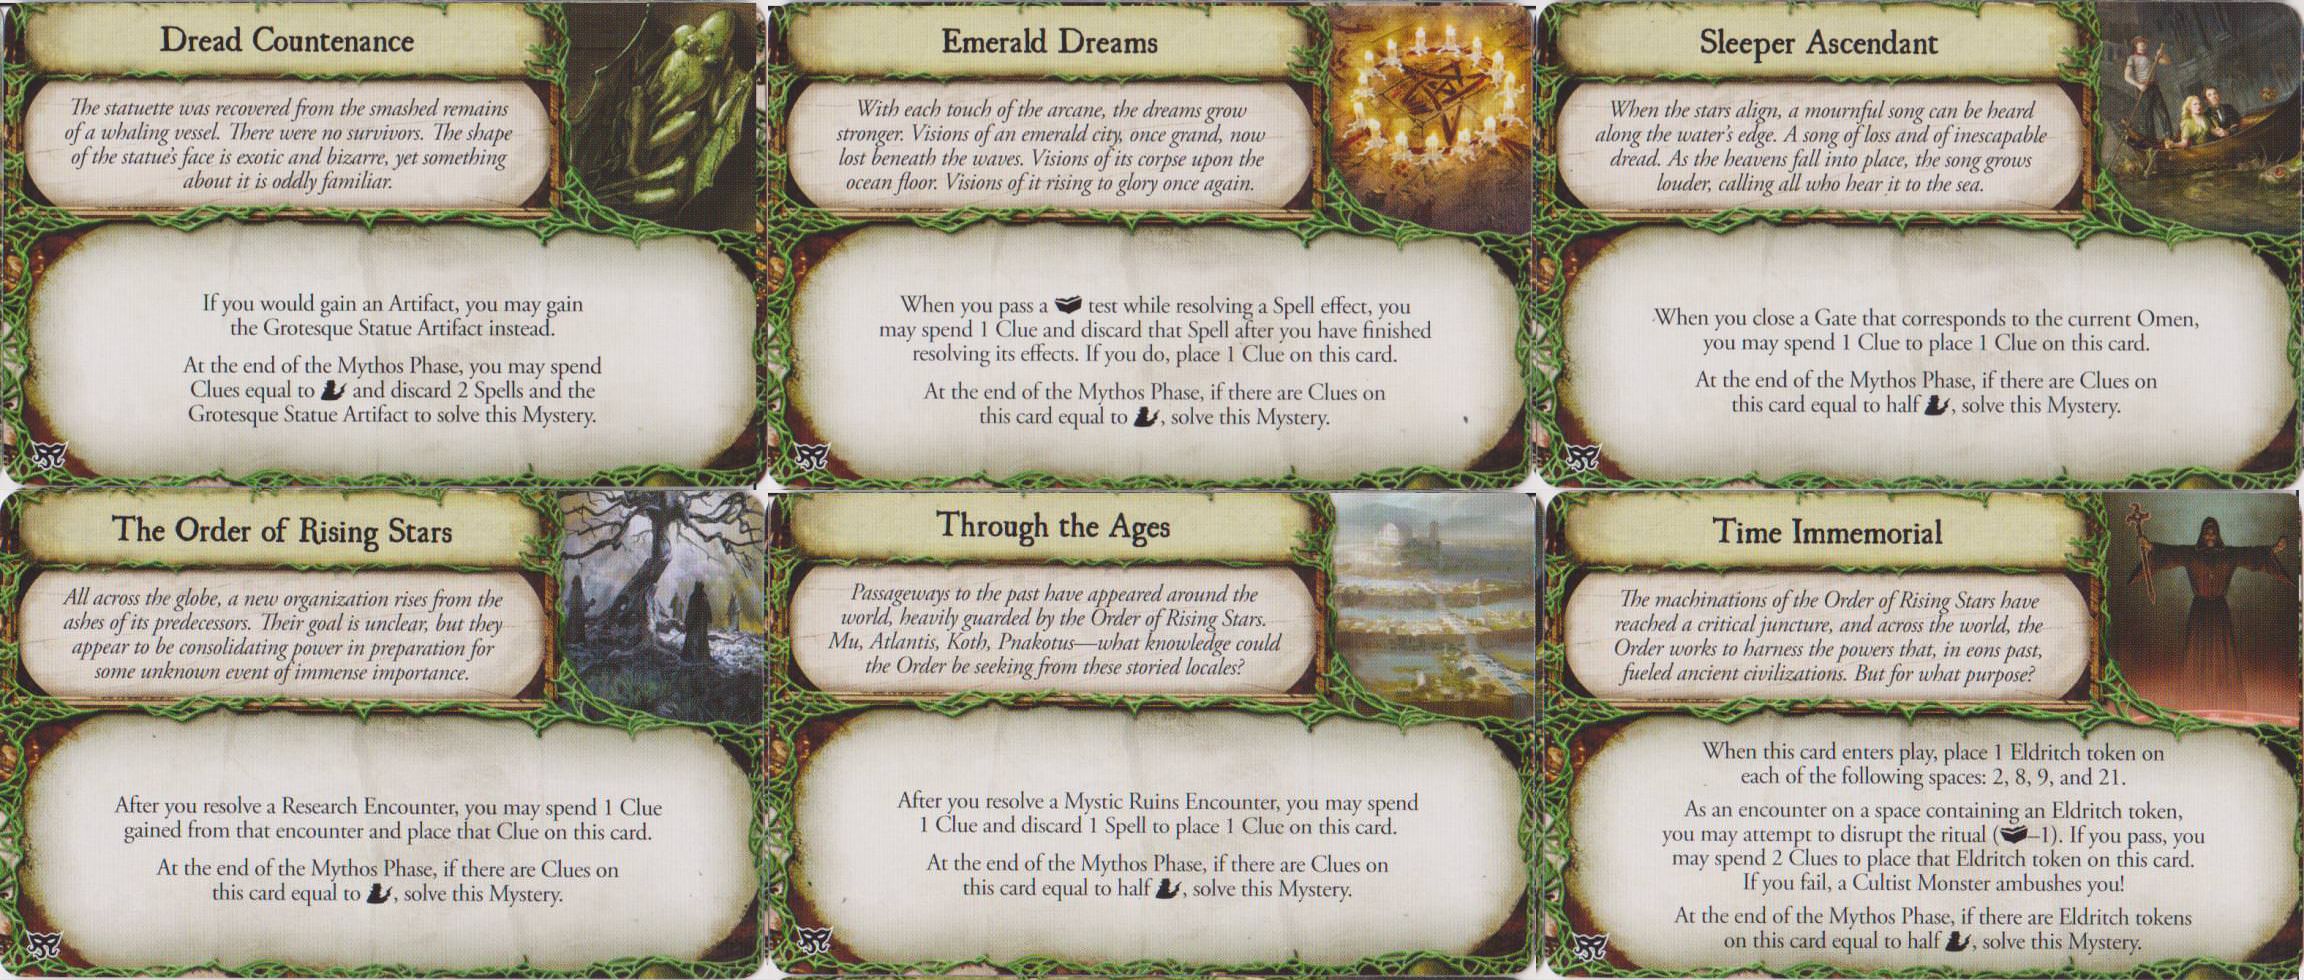 Dread Countenance
The statuette was recovered from the smashed remains
of a whaling vessel. There were no survivors. The shape
of the statue's face is exotic and bizarre, yet something
about it is oddly familiar.
If you would gain an Artifact, you may gain
the Grotesque Statue Artifact instead.
At the end of the Mythos Phase, you may spend
Clues equal to and discard 2 Spells and the
Grotesque Statue Artifact to solve this Mystery.
Emerald Dreams
With each touch of the arcane, the dreams grow
stronger. Visions of an emerald city, once grand, now
lost beneath the waves. Visions of its corpse upon the
ocean floor. Visions of it rising to glory once again.
When you pass a test while resolving a Spell effect, you
may spend 1 Clue and discard that Spell after you have finished
resolving its effects. If you do, place 1 Clue on this card.
At the end of the Mythos Phase, if there are Clues on
this card equal to , solve this Mystery.
Sleeper Ascendant
When the stars align, a mournful song can be heard
along the water's edge. A song of loss and of inescapable
dread. As the heavens fall into place, the song grows
louder, calling all who hear it to the sea.
When you close a Gate that corresponds to the current Omen,
you may spend 1 Clue to place 1 Clue on this card.
At the end of the Mythos Phase, if there are Clues on
this card equal to half , solve this Mystery.
The Order of Rising Stars
All across the globe, a new organization rises from the
ashes of its predecessors. Their goal is unclear, but they
appear to be consolidating power in preparation for
some unknown event of immense importance.
After you resolve a Research Encounter, you may spend 1 Clue
gained from that encounter and place that Clue on this card.
At the end of the Mythos Phase, if there are Clues on
this card equal to , solve this Mystery.
Through the Ages
Passageways to the past have appeared around the
world, heavily guarded by the Order of Rising Stars.
Mu, Atlantis, Koth, Pnakotus—what knowledge could
the Order be seeking from these storied locales?
After you resolve a Mystic Ruins Encounter, you may spend
1 Clue and discard 1 Spell to place 1 Clue on this card.
At the end of the Mythos Phase, if there are Clues on
this card equal to half , solve this Mystery.
Time Immemorial
The machinations of the Order of Rising Stars have
reached a critical juncture, and across the world, the
Order works to harness the powers that, in eons past,
fueled ancient civilizations. But for what purpose?
When this card enters play, place 1 Eldritch token on
each of the following spaces: 2, 8, 9, and 21.
As an encounter on a space containing an Eldritch token,
you may attempt to disrupt the ritual ( –1). If you pass, you
may spend 2 Clues to place that Eldritch token on this card.
If you fail, a Cultist Monster ambushes you!
At the end of the Mythos Phase, if there are Eldritch tokens
on this card equal to half , solve this Mystery.